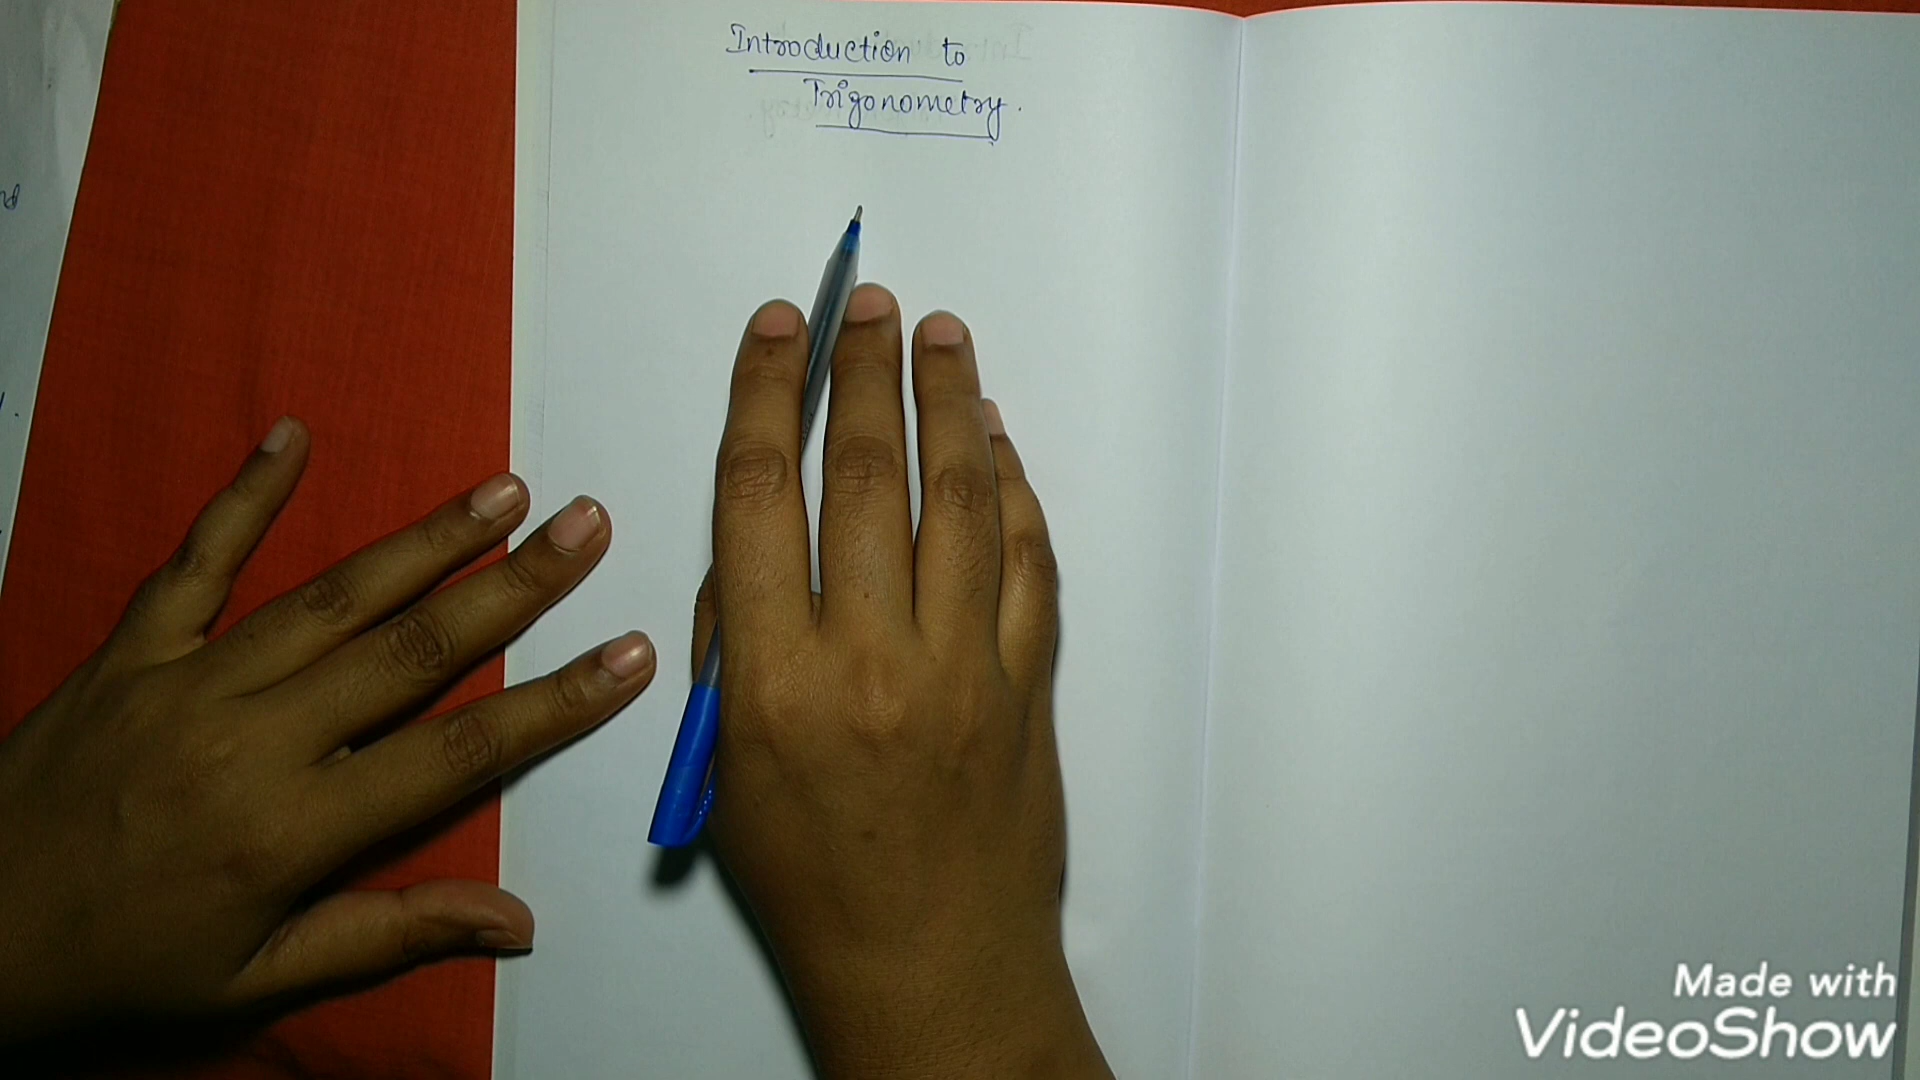 Introduction to
Trigonometry.
Made with
VideoShow